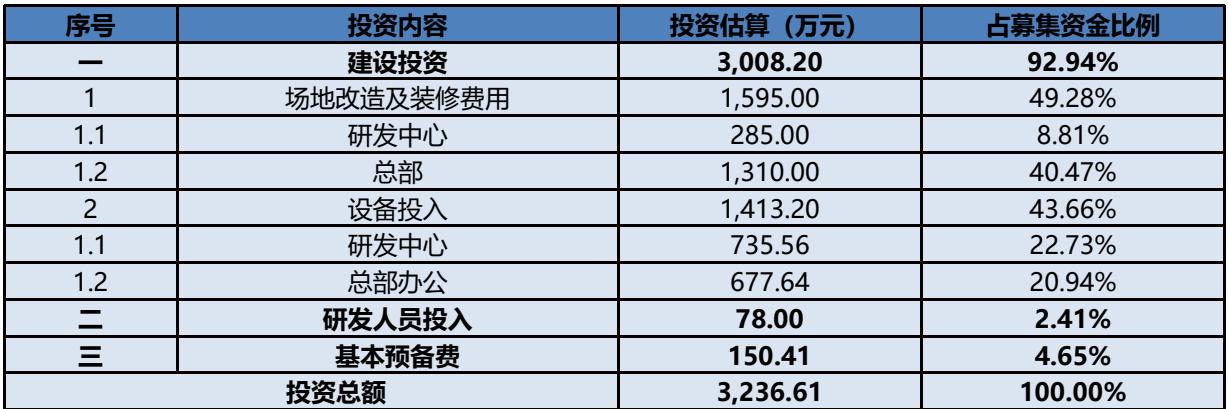 序号 投资内容 投资估算（万元） 占募集资金比例
一 建设投资 3,008.20 92.94%
1 场地改造及装修费用 1,595.00 49.28%
1.1 研发中心 285.00 8.81%
1.2 总部 1,310.00 40.47%
2 设备投入 1,413.20 43.66%
1.1 研发中心 735.56 22.73%
1.2 总部办公 677.64 20.94%
二 研发人员投入 78.00 2.41%
三 基本预备费 150.41 4.65%
投资总额 3,236.61 100.00%